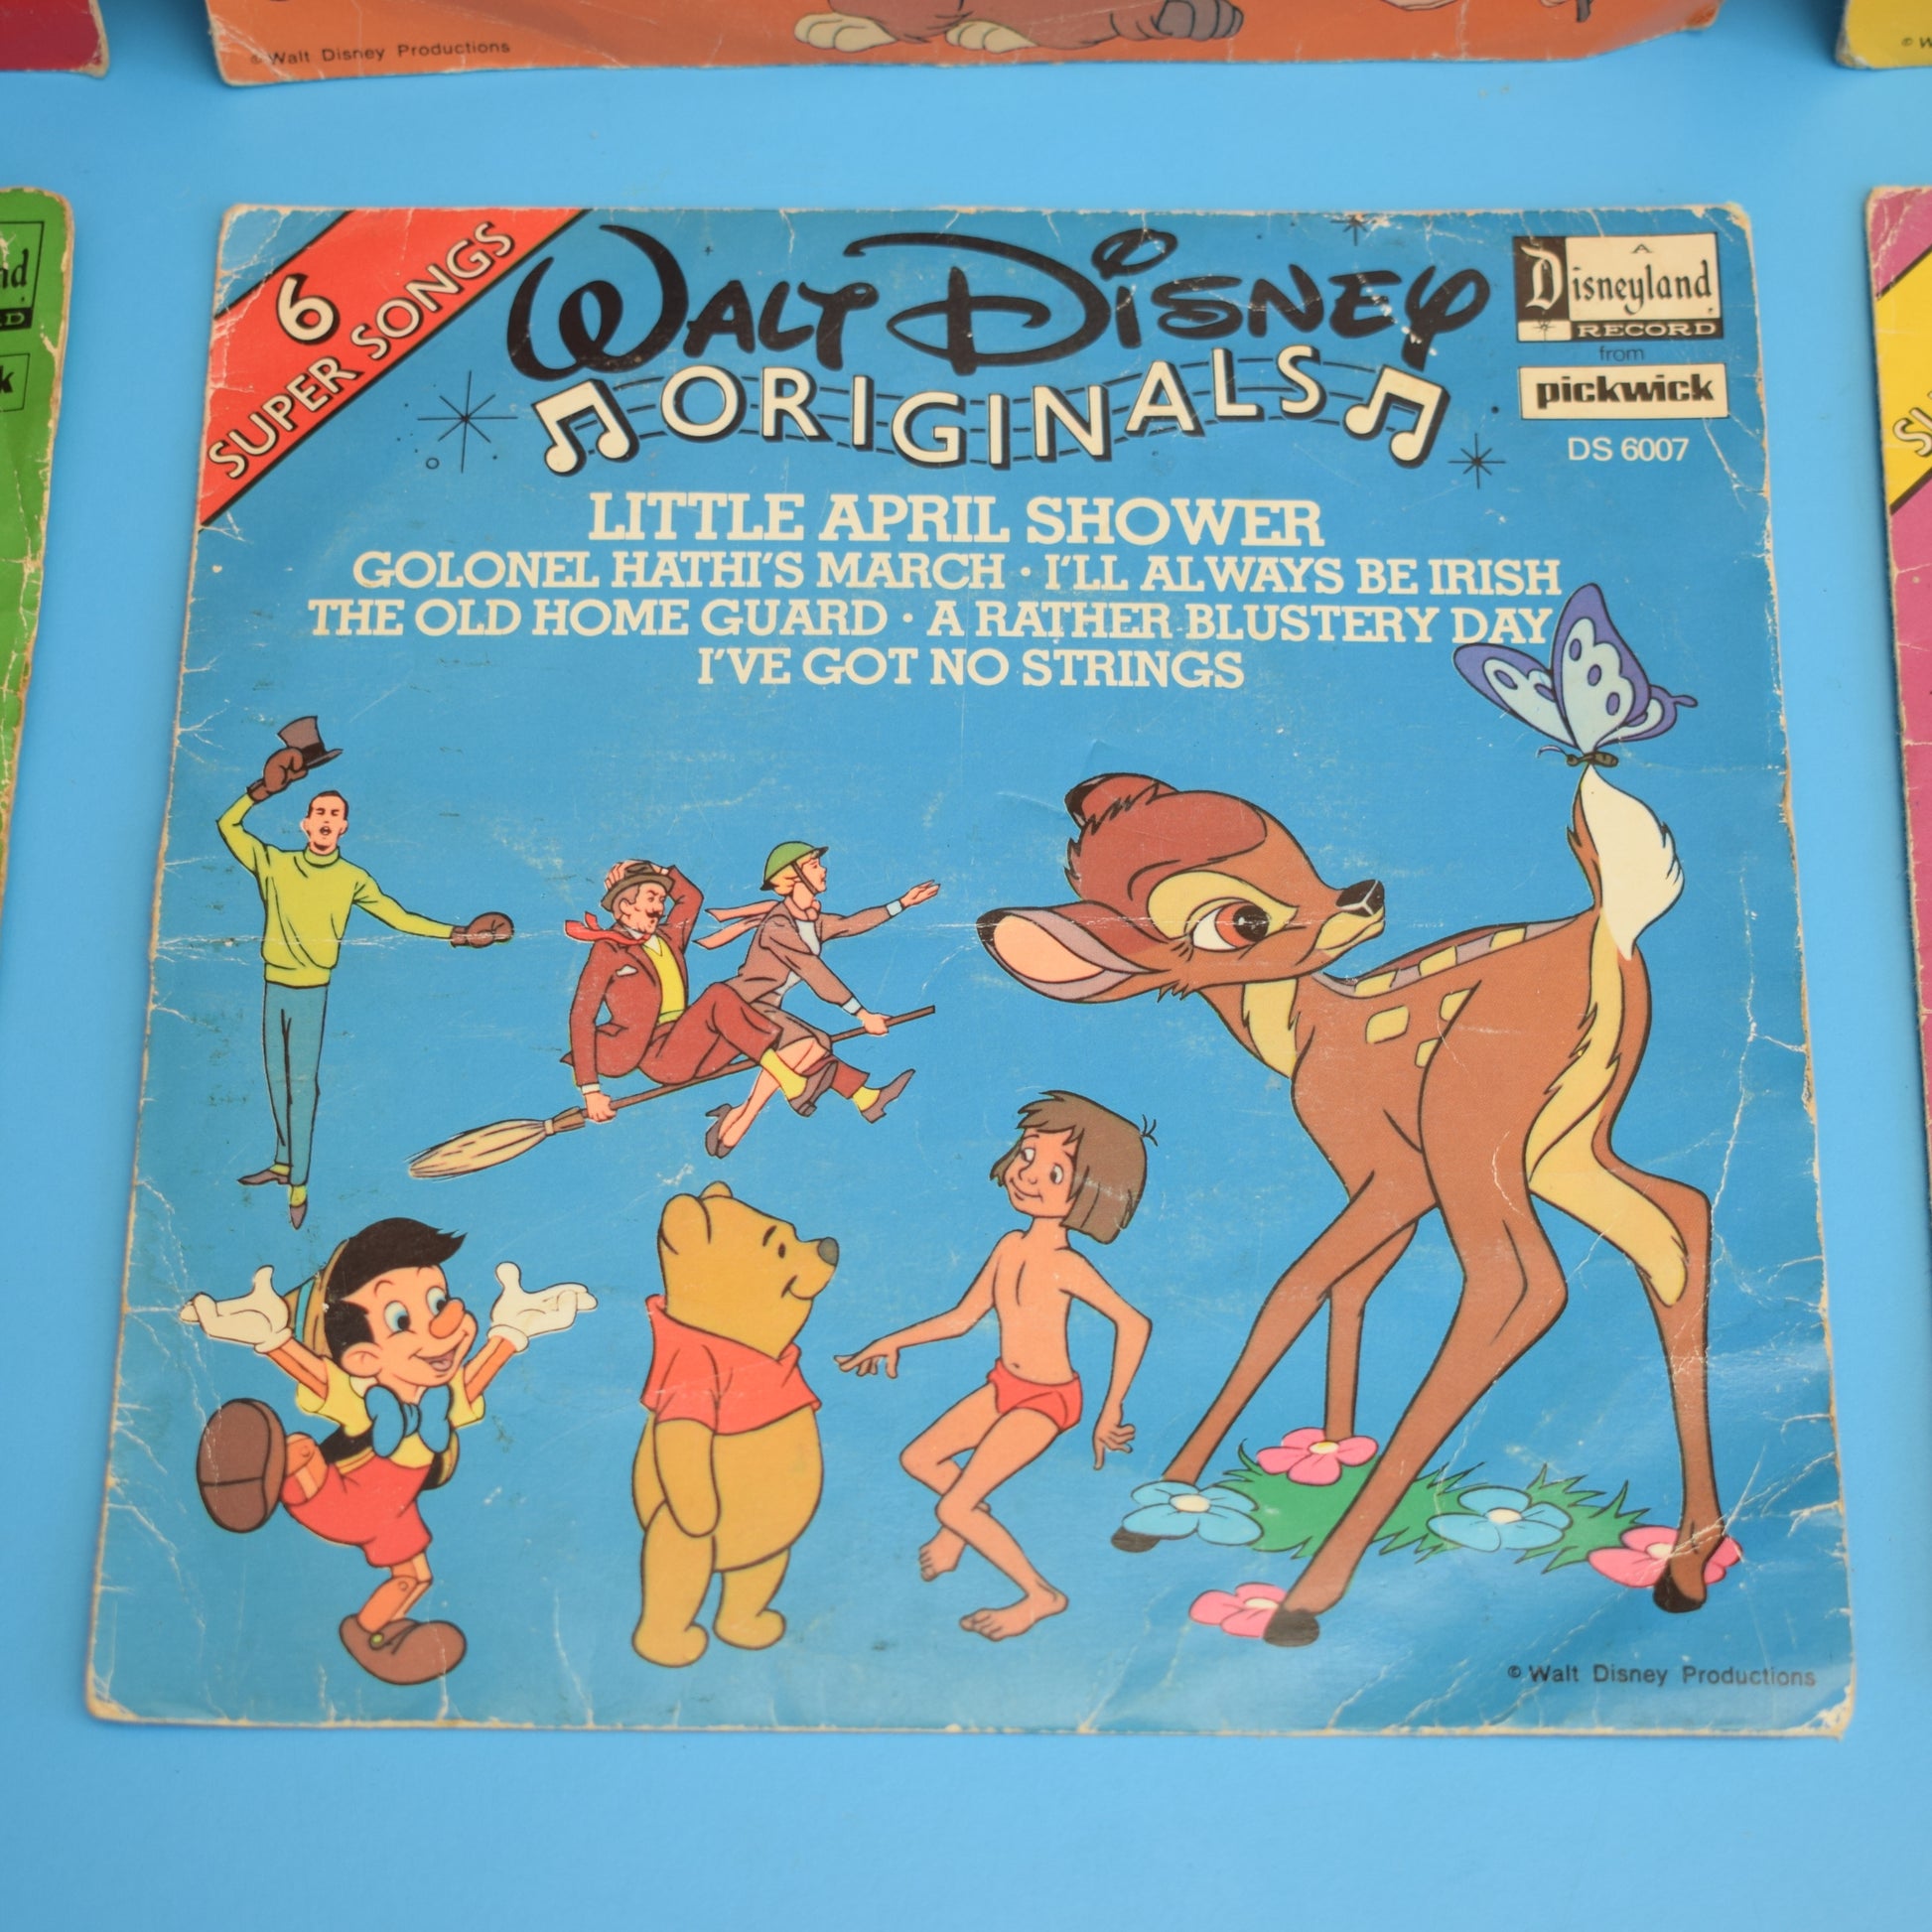 © Walt Disney Productions
6
SUPER SONGS
WALT DISNEY
ORIGINALS
A
Disneyland
RECORD
from
pickwick
DS 6007
LITTLE APRIL SHOWER
GOLONEL HATHI'S MARCH · I'LL ALWAYS BE IRISH
THE OLD HOME GUARD · A RATHER BLUSTERY DAY
I'VE GOT NO STRINGS
© Walt Disney Productions